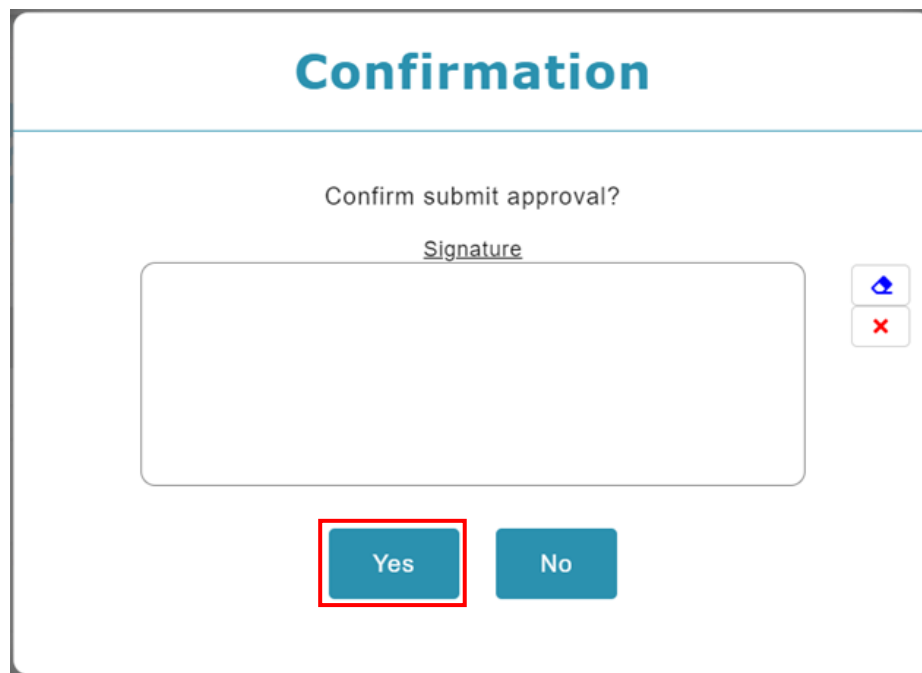 Confirmation
Confirm submit approval?
Signature
Yes
No